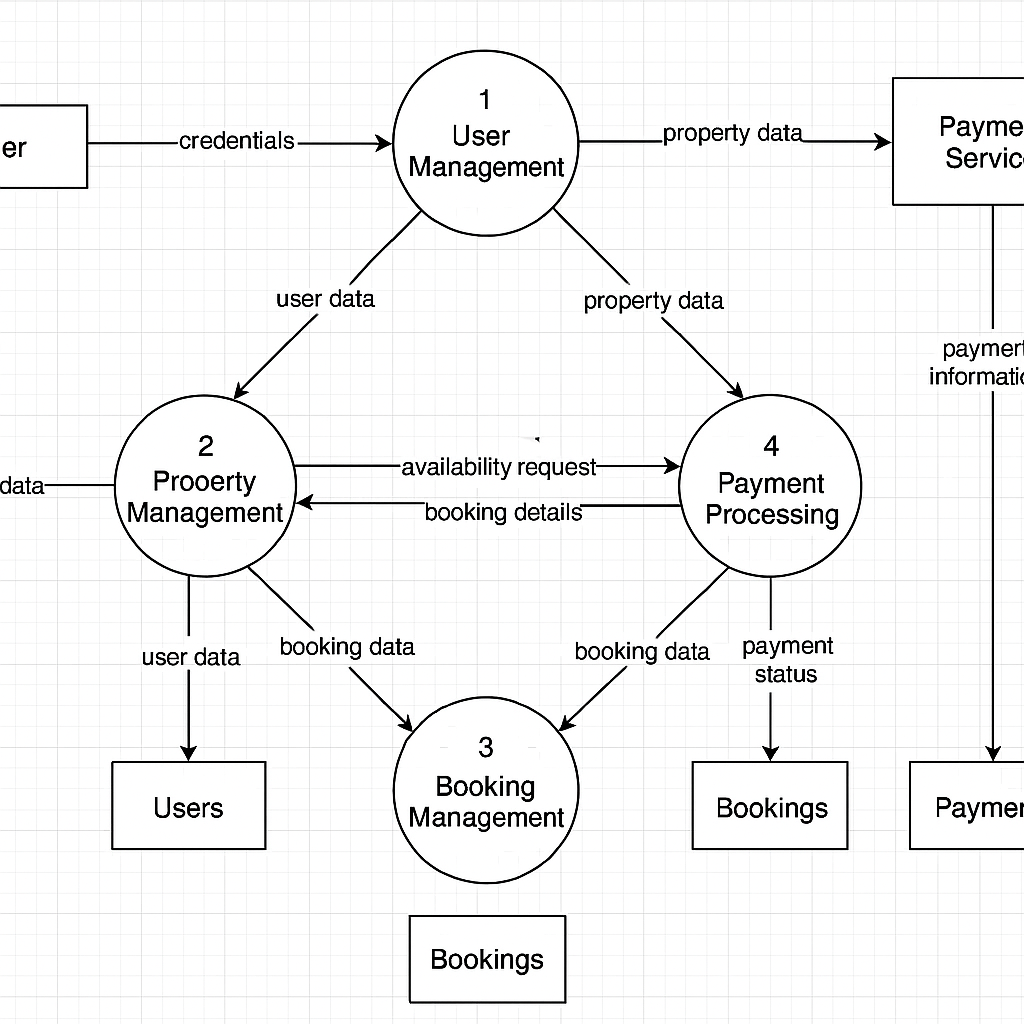 1
User
Management
er
credentials
property data
Payme
Servic
user data
property data
payment
informatio
2
Prooerty
Management
data
availability request
booking details
4
Payment
Processing
user data
booking data
booking data
payment
status
3
Booking
Management
Users
Bookings
Paymen
Bookings